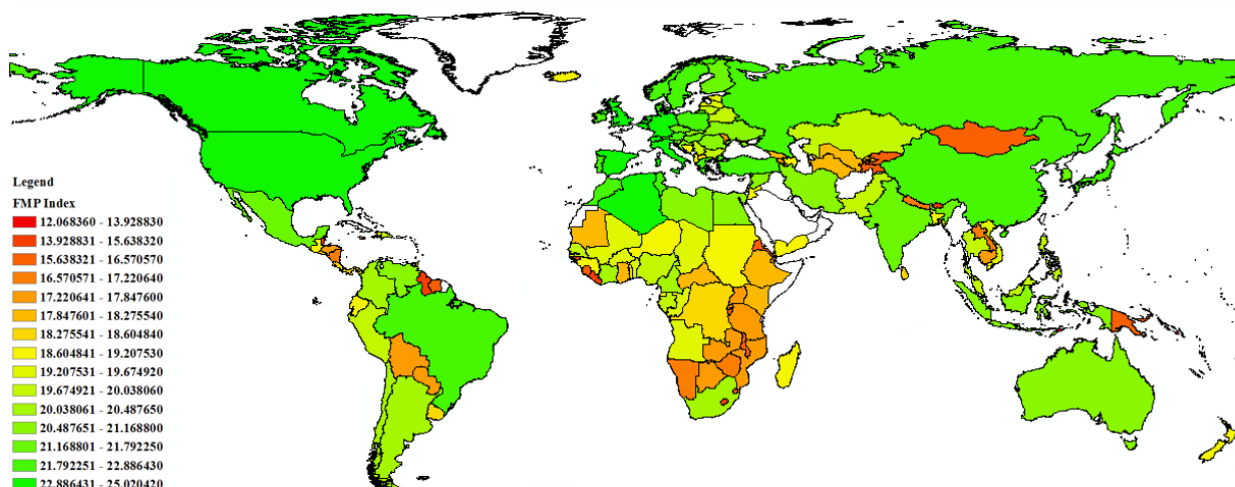 Legend
FMP Index
12.068360 - 13.928830
13.928831 - 15.638320
15.638321 - 16.570570
16.570571 - 17.220640
17.220641 - 17.847600
17.847601 - 18.275540
18.275541 - 18.604840
18.604841 - 19.207530
19.207531 - 19.674920
19.674921 - 20.038060
20.038061 - 20.487650
20.487651 - 21.168800
21.168801 - 21.792250
21.792251 - 22.886430
22.886431 - 25.020420